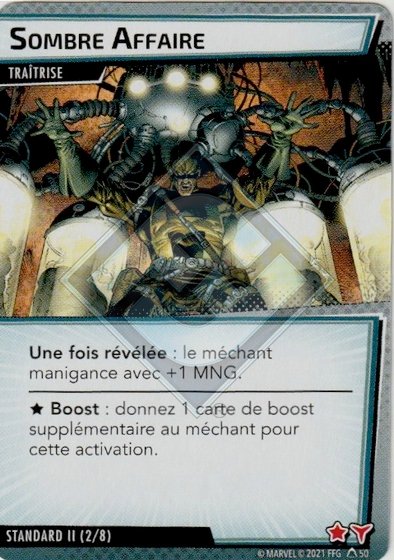 Sombre Affaire
TRAÎTRISE
Une fois révélée : le méchant
manigance avec +1 MNG.
★ Boost : donnez 1 carte de boost
supplémentaire au méchant pour
cette activation.
STANDARD II (2/8)
© MARVEL © 2021 FFG 50